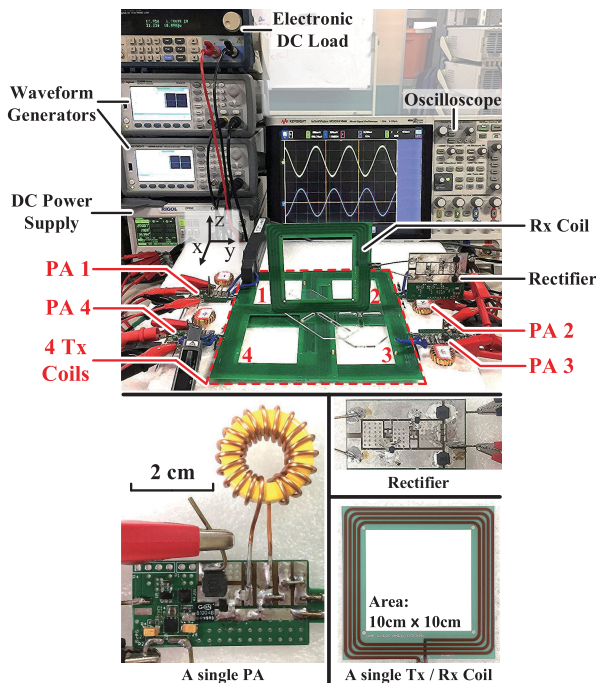 Electronic
DC Load
Waveform
Generators
Oscilloscope
KEYSIGHT
DC Power
Supply
RIGOL
Z
X
y
Rx Coil
PA 1
Rectifier
1
2
PA 4
PA 2
4 Tx
Coils
4
3
PA 3
2 cm
Rectifier
Area:
10cm x 10cm
A single PA
A single Tx / Rx Coil